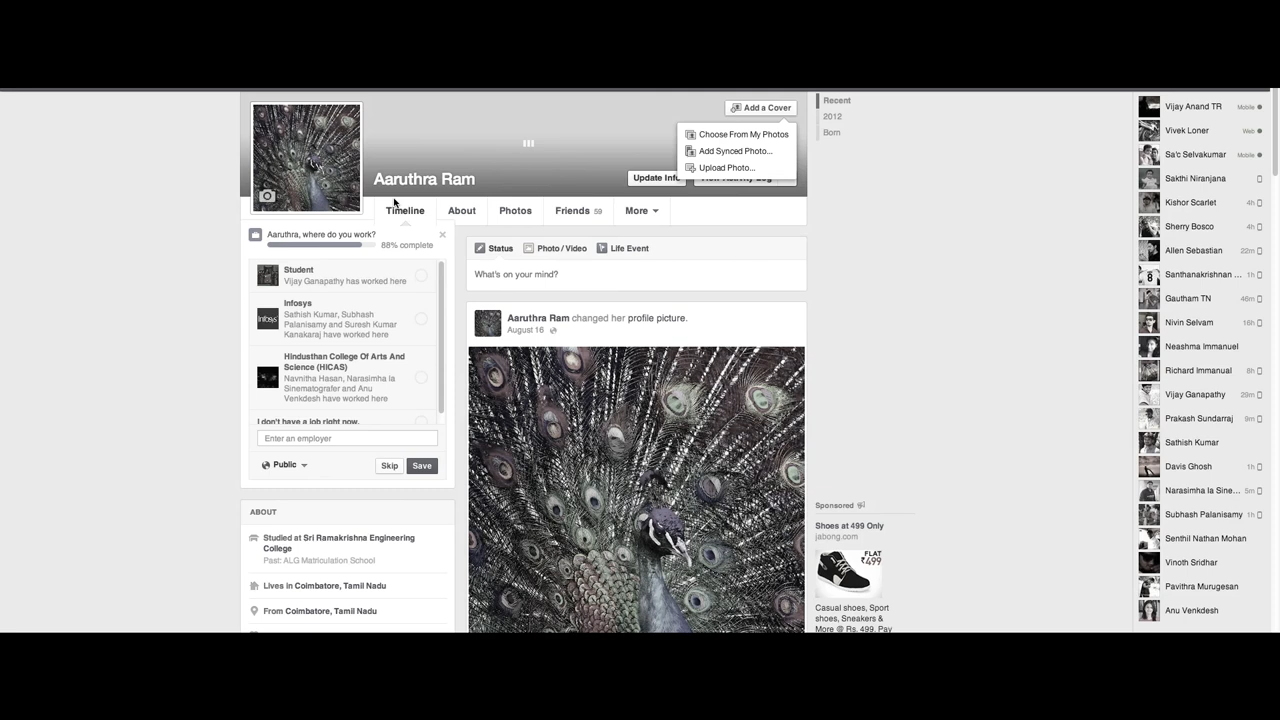 Add a Cover
Choose From My Photos
Add Synced Photo...
Upload Photo...
Aaruthra Ram
Update Info
View Activity Log
Timeline
About
Photos
Friends 59
More
Aaruthra, where do you work?
88% complete
Student
Vijay Ganapathy has worked here
Infosys
Infosys
Sathish Kumar, Subhash
Palanisamy and Suresh Kumar
Kanakaraj have worked here
Hindusthan College Of Arts And
Science (HICAS)
Navnitha Hasan, Narasimha la
Sinematografer and Anu
Venkdesh have worked here
I don't have a job right now.
Enter an employer
Public
Skip
Save
ABOUT
Studied at Sri Ramakrishna Engineering
College
Past: ALG Matriculation School
Lives in Coimbatore, Tamil Nadu
From Coimbatore, Tamil Nadu
Status
Photo / Video
Life Event
What's on your mind?
Aaruthra Ram changed her profile picture.
August 16
Recent
2012
Born
Sponsored
Shoes at 499 Only
jabong.com
FLAT
₹499
Casual shoes, Sport
shoes, Sneakers &
More @ Rs. 499. Pay
Vijay Anand TR Mobile
Vivek Loner Web
Sa'c Selvakumar Mobile
Sakthi Niranjana
Kishor Scarlet 4h
Sherry Bosco 4h
Allen Sebastian 22m
8
Santhanakrishnan ... 1h
Gautham TN 46m
Nivin Selvam 16h
Neashma Immanuel
Richard Immanual 8h
Vijay Ganapathy 29m
Prakash Sundarraj 9m
Sathish Kumar
Davis Ghosh 1h
Narasimha la Sine... 5m
Subhash Palanisamy 1h
Senthil Nathan Mohan
Vinoth Sridhar
Pavithra Murugesan
Anu Venkdesh